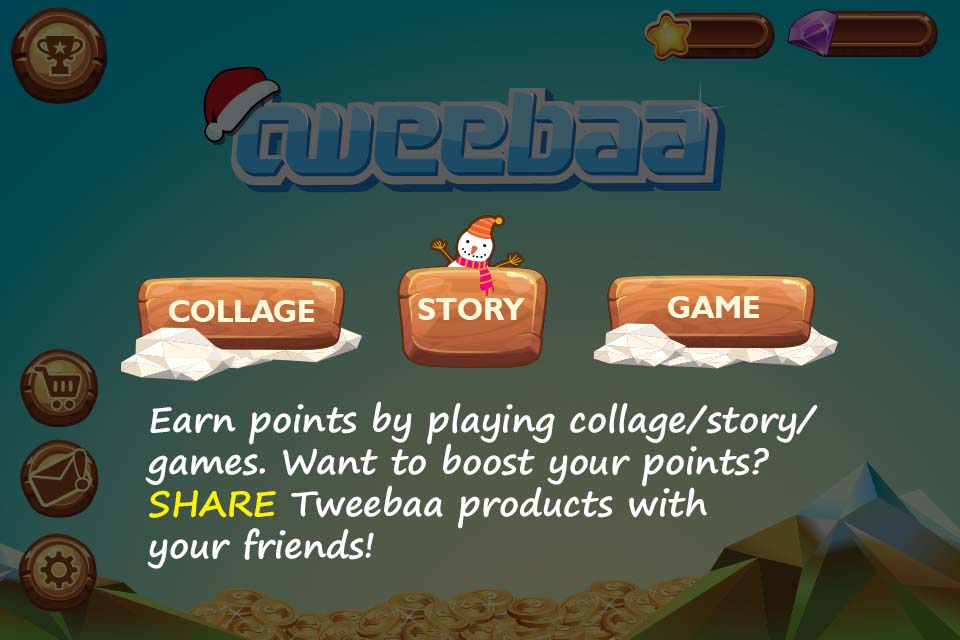 tweebaa
COLLAGE
STORY
GAME
Earn points by playing collage/story/
games. Want to boost your points?
SHARE Tweebaa products with
your friends!